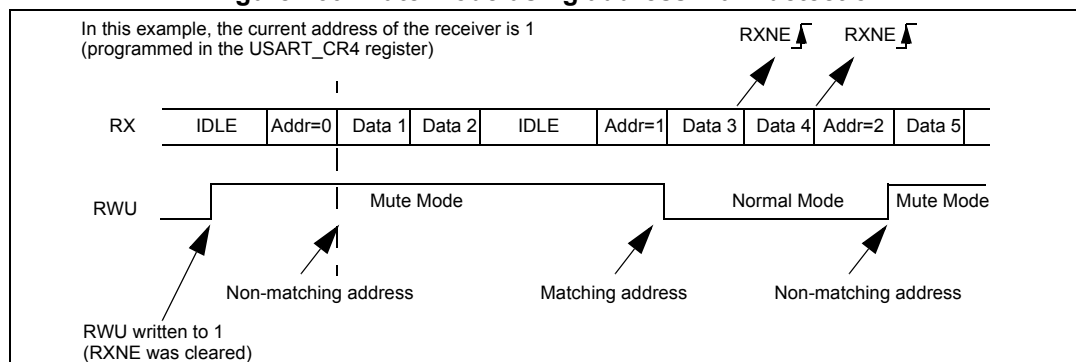 In this example, the current address of the receiver is 1
(programmed in the USART_CR4 register)
RXNE RXNE
RX IDLE Addr=0 Data 1 Data 2 IDLE Addr=1 Data 3 Data 4 Addr=2 Data 5
RWU Mute Mode Normal Mode Mute Mode
Non-matching address Matching address Non-matching address
RWU written to 1
(RXNE was cleared)